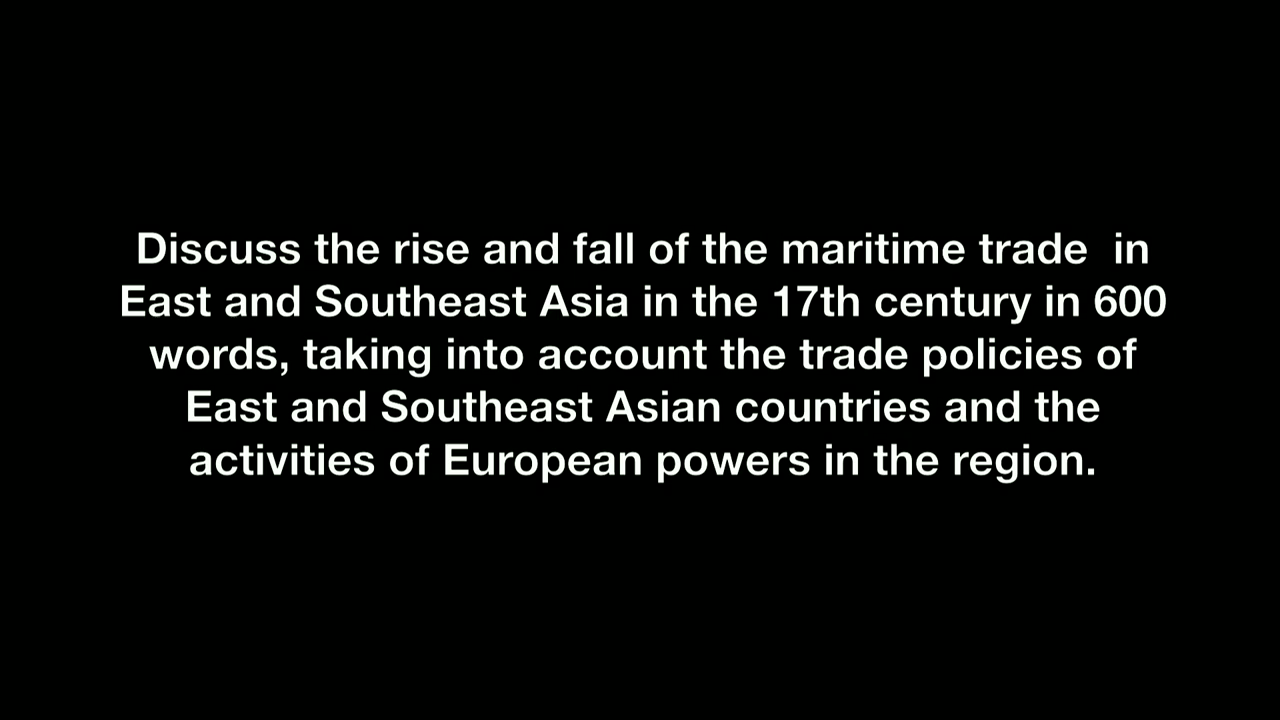 Discuss the rise and fall of the maritime trade  in
East and Southeast Asia in the 17th century in 600
words, taking into account the trade policies of
East and Southeast Asian countries and the
activities of European powers in the region.